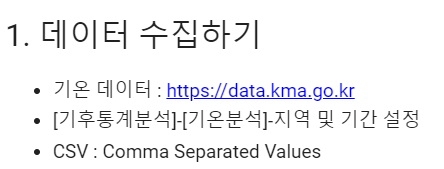 1. 데이터 수집하기
• 기온 데이터 : https://data.kma.go.kr
• [기후통계분석]-[기온분석]-지역 및 기간 설정
• CSV : Comma Separated Values